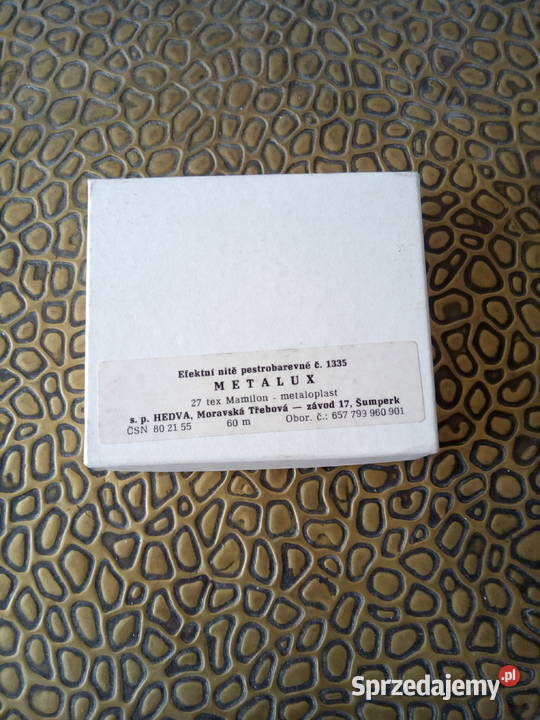 Efektní nitě pestrobarevné č. 1335
METALUX
27 tex Mamilon - metaloplast
s. p. HEDVA, Moravská Třebová — závod 17, Šumperk
ČSN 80 21 55 60 m Obor. č.: 657 799 960 901
Sprzedajemy.pl